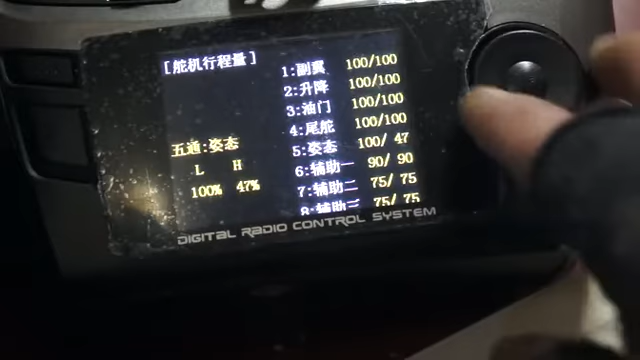 [舵机行程量]
1:副翼 100/100
2:升降 100/100
3:油门 100/100
4:尾舵 100/100
五通:姿态
5:姿态 100/ 47
L H
6:辅助一 90/ 90
100% 47%
7:辅助二 75/ 75
8:辅助三 75/ 75
DIGITAL RADIO CONTROL SYSTEM